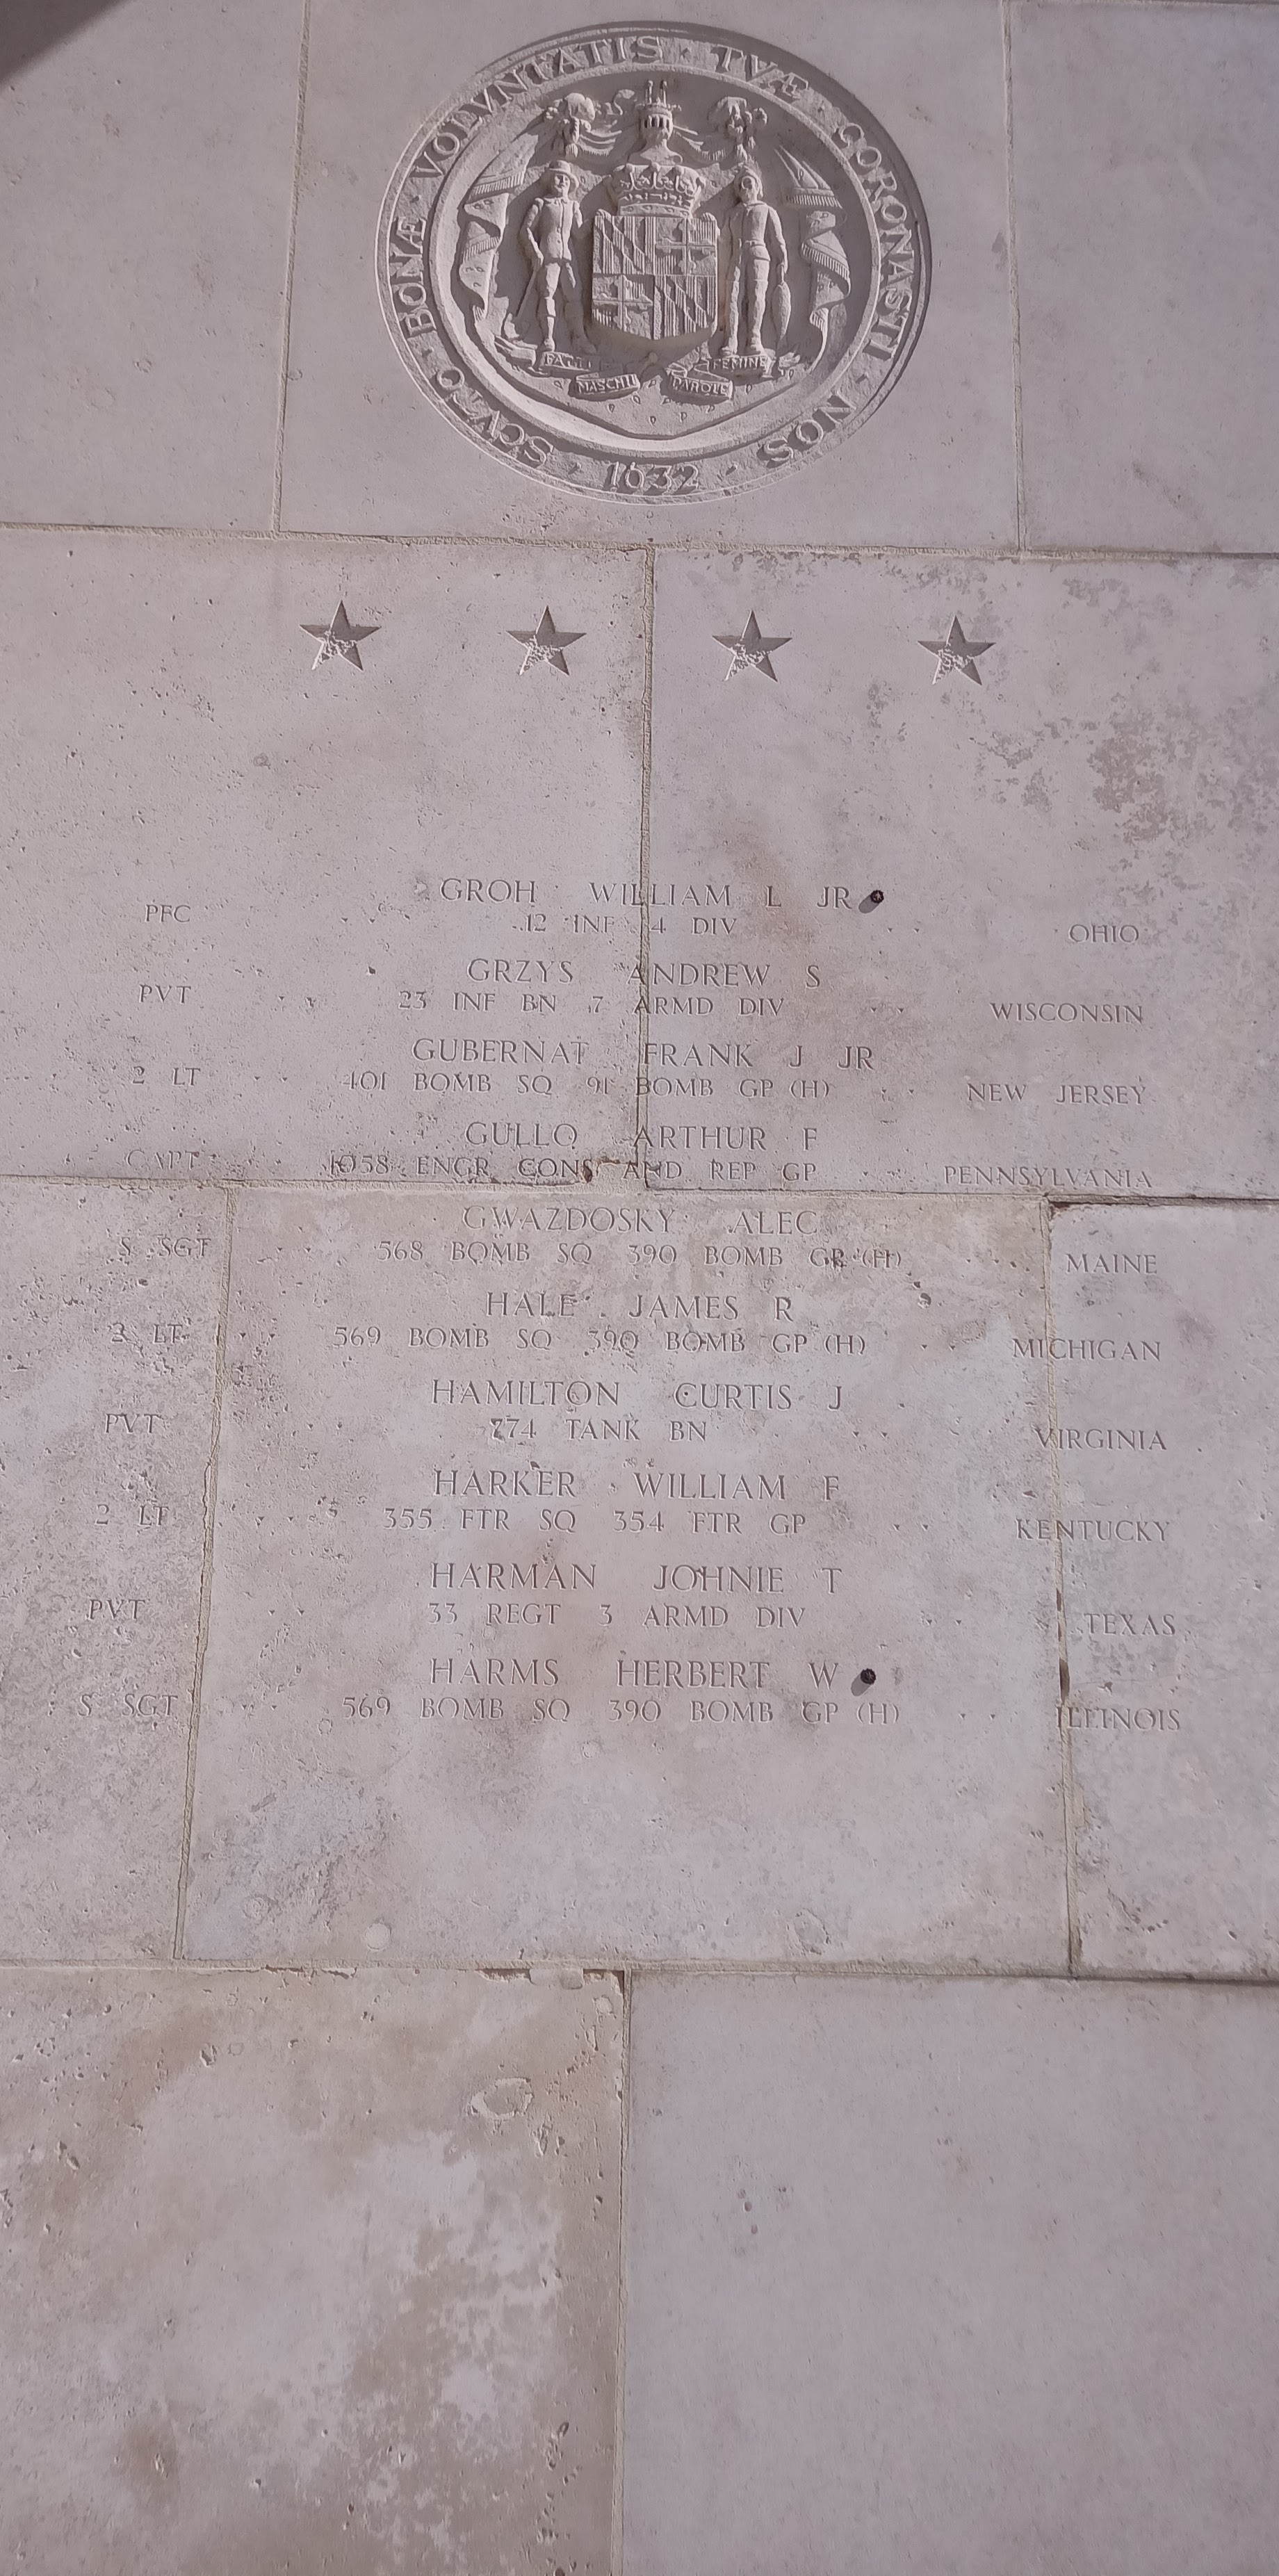 SCVTO · BONÆ · VOLVNTATIS · TVÆ · CORONASTI · NOS ·
FATTI
FEMINE
MASCHII
PAROLE
1632
GROH WILLIAM L JR
PFC · · 12 INF 4 DIV · · OHIO
GRZYS ANDREW S
PVT · · 23 INF BN 7 ARMD DIV · · WISCONSIN
GUBERNAT FRANK J JR
2 LT · · 401 BOMB SQ 91 BOMB GP (H) · · NEW JERSEY
GULLO ARTHUR F
CAPT · · 1058 ENGR CONS AND REP GP · · PENNSYLVANIA
GWAZDOSKY ALEC
S SGT · · 568 BOMB SQ 390 BOMB GP (H) · · MAINE
HALE JAMES R
2 LT · · 569 BOMB SQ 390 BOMB GP (H) · · MICHIGAN
HAMILTON CURTIS J
PVT · · 774 TANK BN · · VIRGINIA
HARKER WILLIAM F
2 LT · · 355 FTR SQ 354 FTR GP · · KENTUCKY
HARMAN JOHNIE T
PVT · · 33 REGT 3 ARMD DIV · · TEXAS
HARMS HERBERT W
S SGT · · 569 BOMB SQ 390 BOMB GP (H) · · ILLINOIS